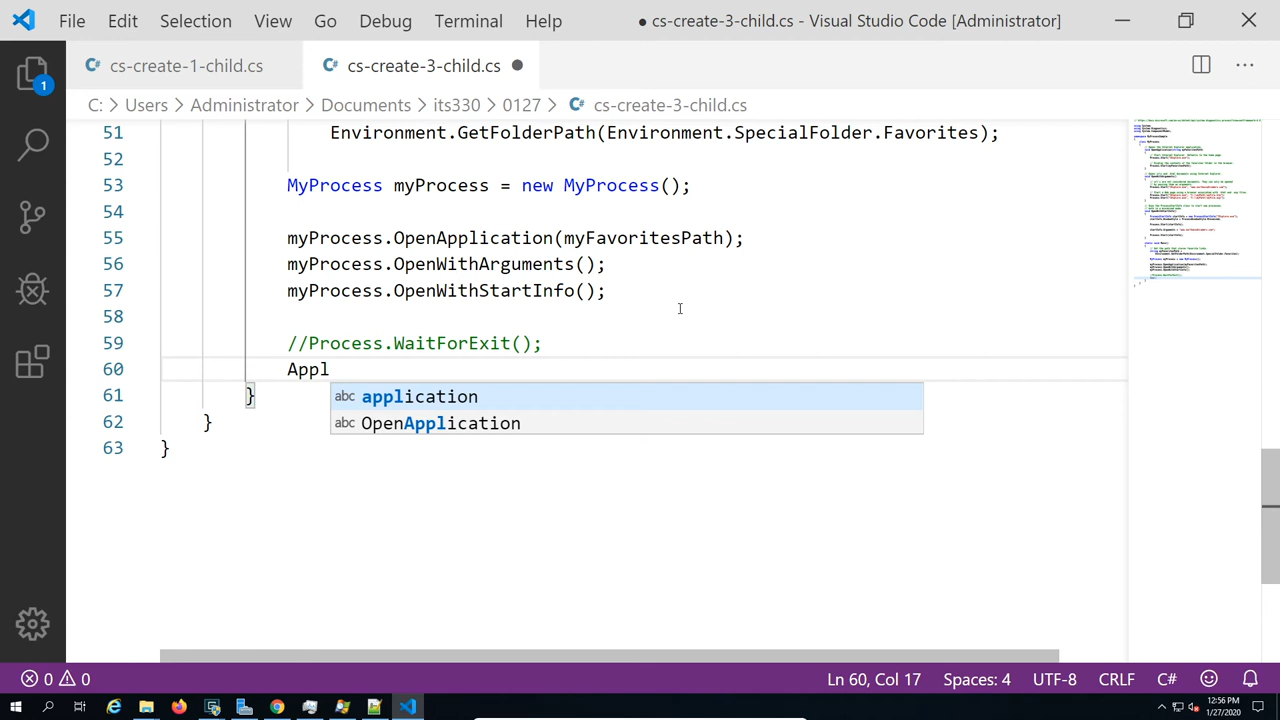 File Edit Selection View Go Debug Terminal Help ● cs-create-3-child.cs - Visual Studio Code [Administrator]
C# cs-create-1-child.cs C# cs-create-3-child.cs
1
C: > Users > Administrator > Documents > its330 > 0127 > C# cs-create-3-child.cs
51 Environment.GetFolderPath(Environment.SpecialFolder.Favorites);
52
53 MyProcess myProcess = new MyProcess();
54
55 myProcess.OpenApplication(myFavoritesPath);
56 myProcess.OpenWithArguments();
57 myProcess.OpenWithStartInfo();
58
59 //Process.WaitForExit();
60 Appl
abc application
61 }
abc OpenApplication
62 }
63 }
0 0 Ln 60, Col 17 Spaces: 4 UTF-8 CRLF C#
12:56 PM
1/27/2020